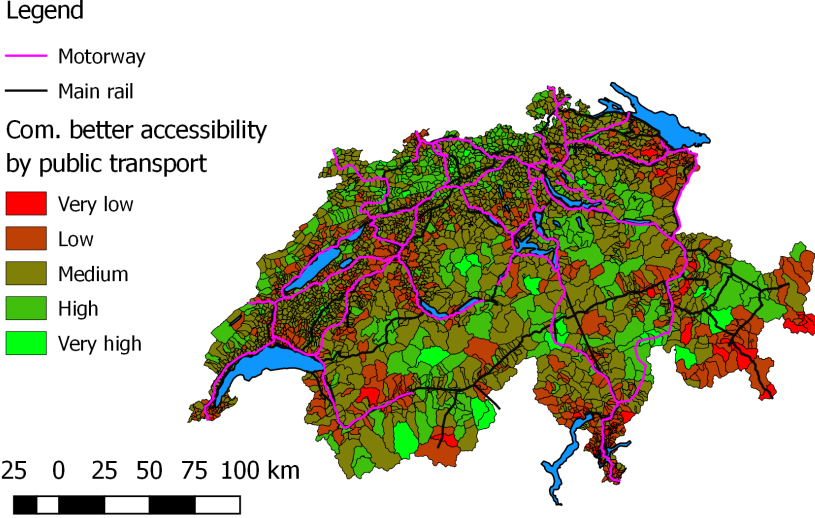 Legend
Motorway
Main rail
Com. better accessibility
by public transport
Very low
Low
Medium
High
Very high
25 0 25 50 75 100 km